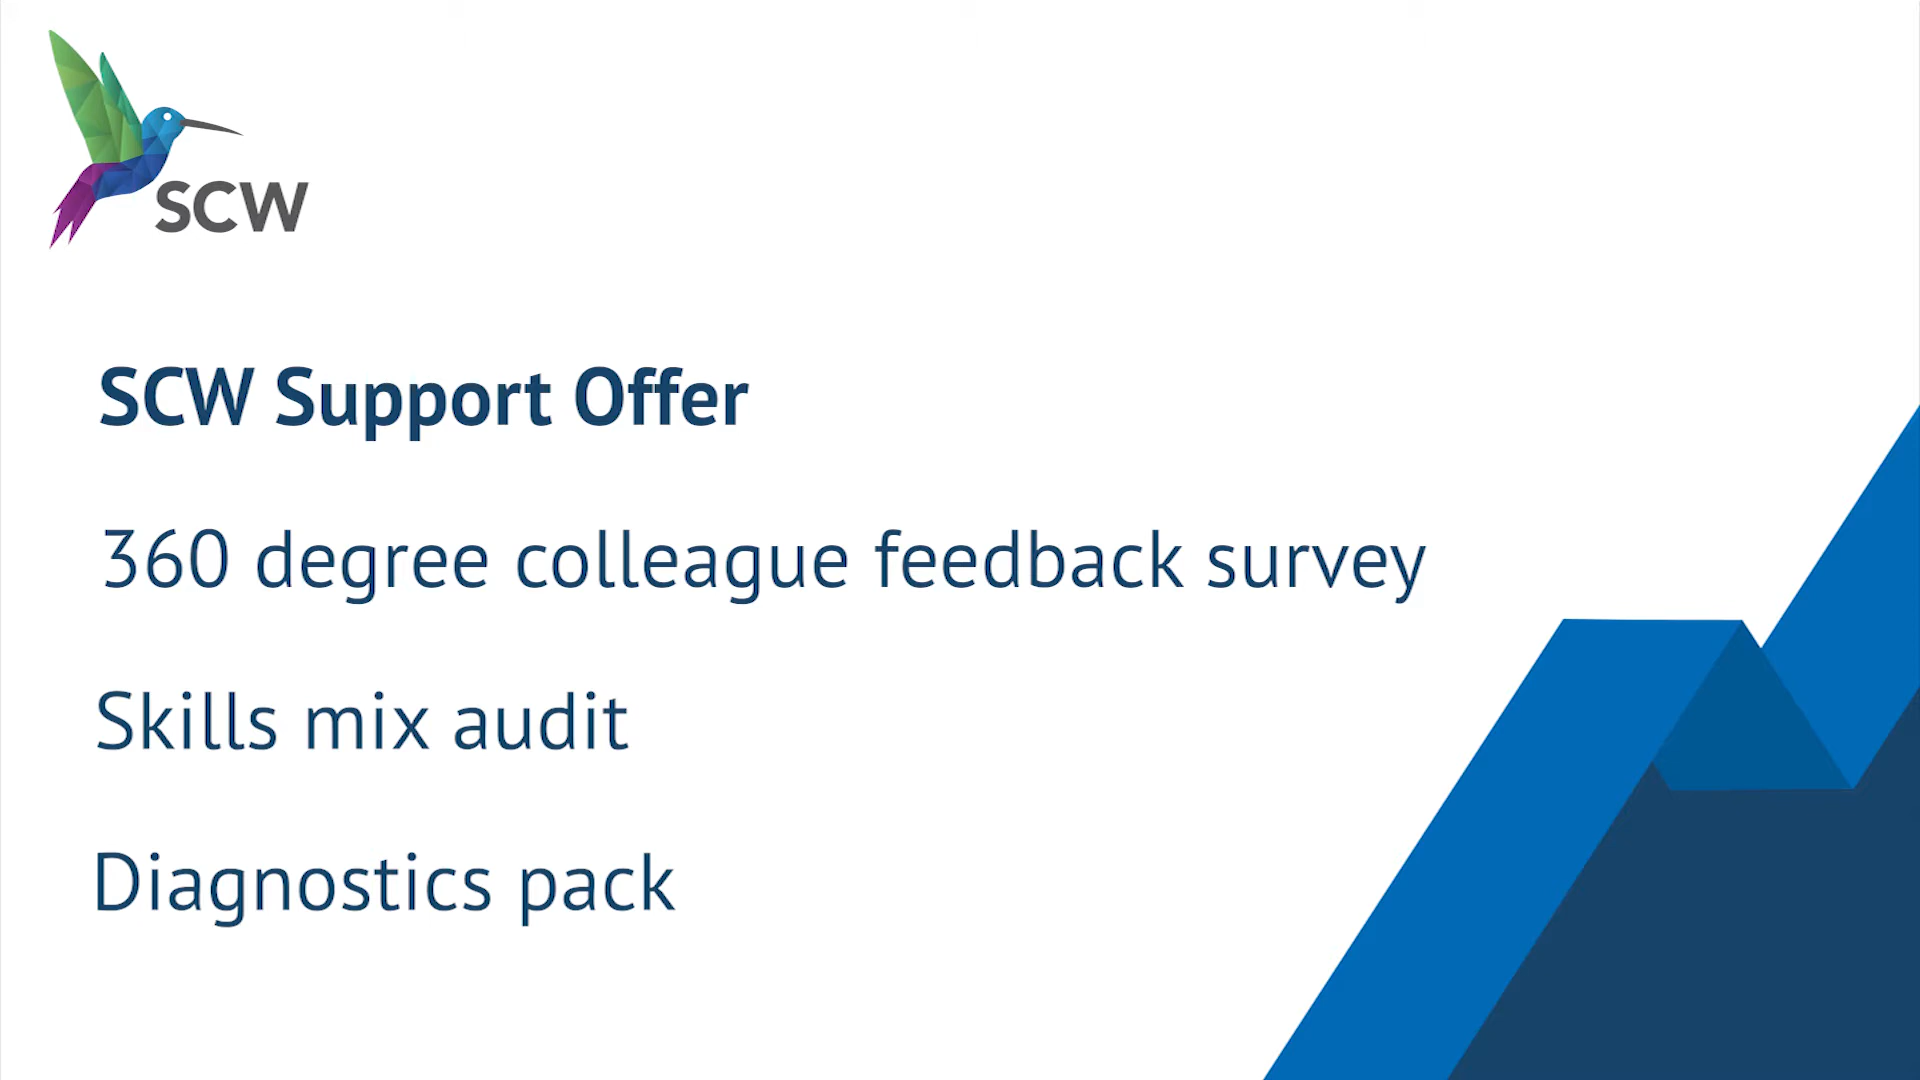 SCW
SCW Support Offer
360 degree colleague feedback survey
Skills mix audit
Diagnostics pack